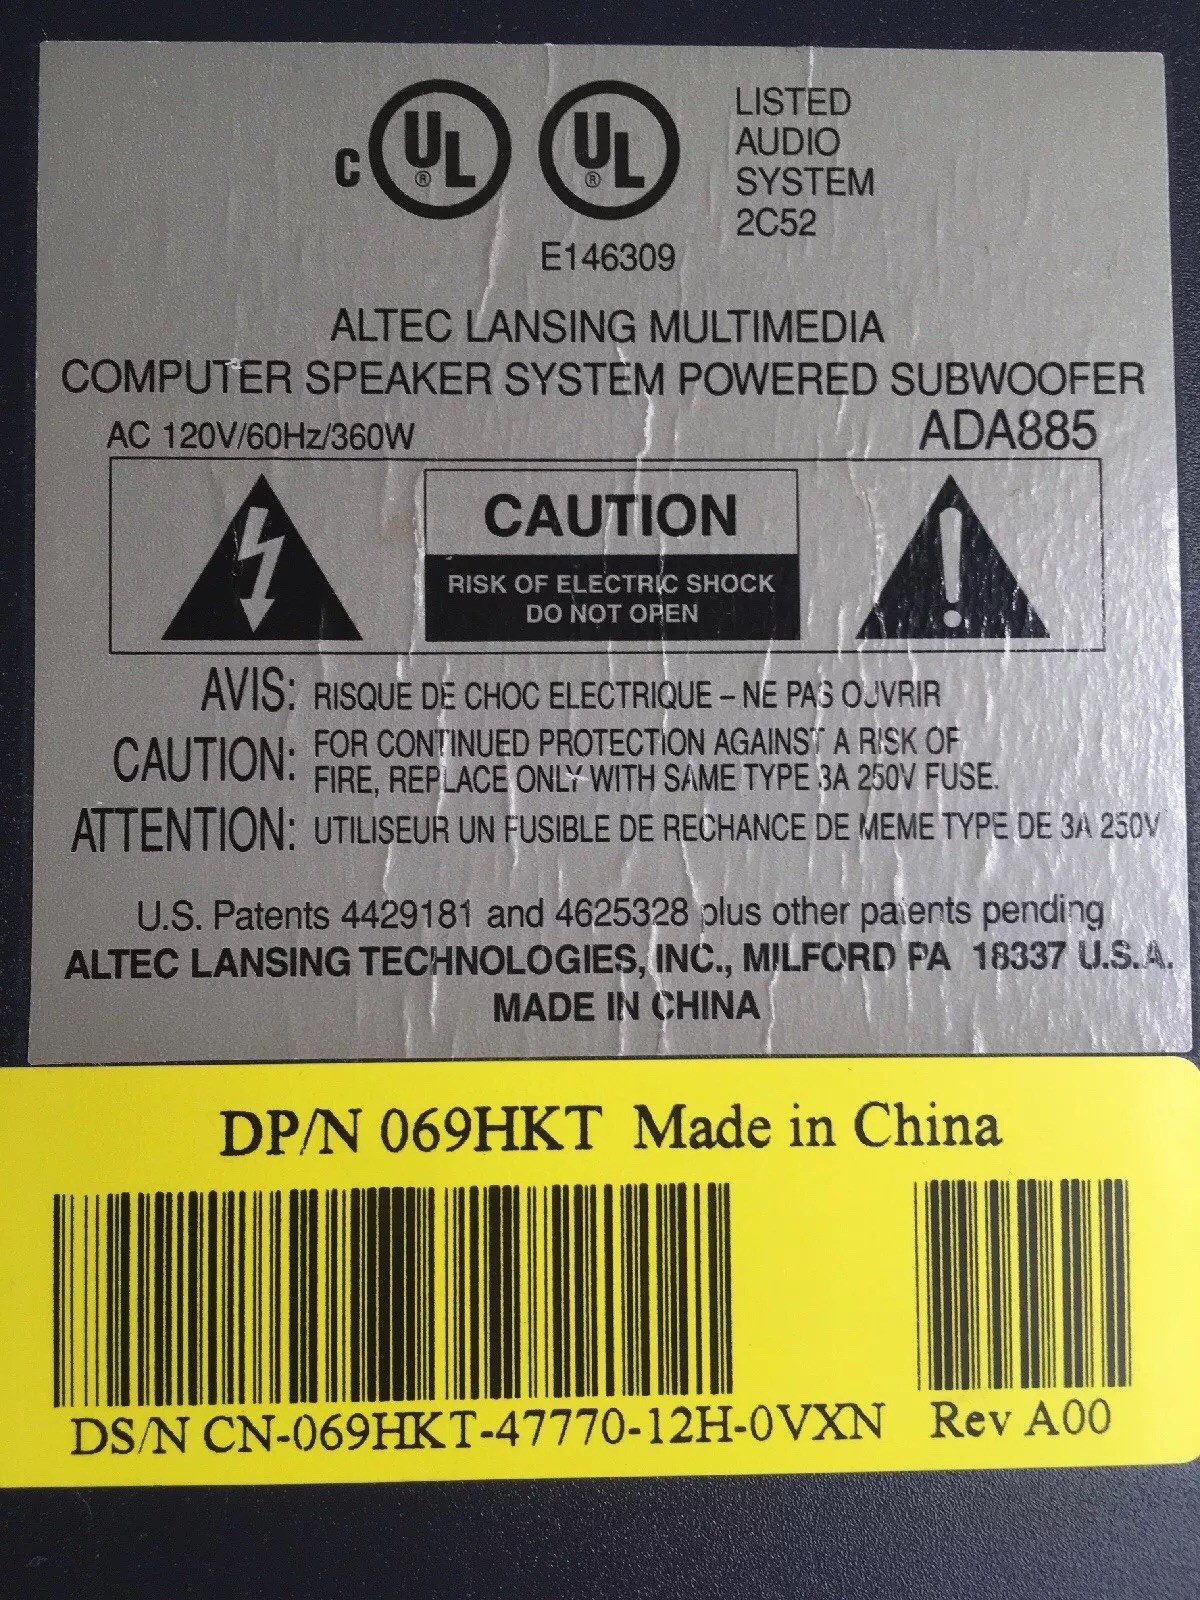 C UL® UL® LISTED
AUDIO
SYSTEM
2C52
E146309
ALTEC LANSING MULTIMEDIA
COMPUTER SPEAKER SYSTEM POWERED SUBWOOFER
AC 120V/60Hz/360W ADA885
CAUTION
RISK OF ELECTRIC SHOCK
DO NOT OPEN
AVIS: RISQUE DE CHOC ELECTRIQUE – NE PAS OUVRIR
CAUTION: FOR CONTINUED PROTECTION AGAINST A RISK OF
FIRE, REPLACE ONLY WITH SAME TYPE 3A 250V FUSE.
ATTENTION: UTILISEUR UN FUSIBLE DE RECHANCE DE MEME TYPE DE 3A 250V
U.S. Patents 4429181 and 4625328 plus other patents pending
ALTEC LANSING TECHNOLOGIES, INC., MILFORD PA 18337 U.S.A.
MADE IN CHINA
DP/N 069HKT Made in China
DS/N CN-069HKT-47770-12H-0VXN Rev A00